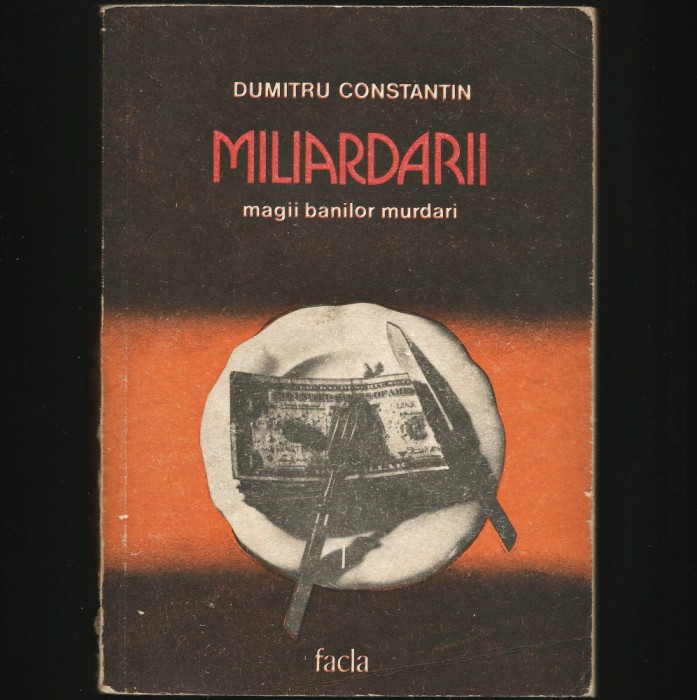 DUMITRU CONSTANTIN
MILIARDARII
magii banilor murdari
facla